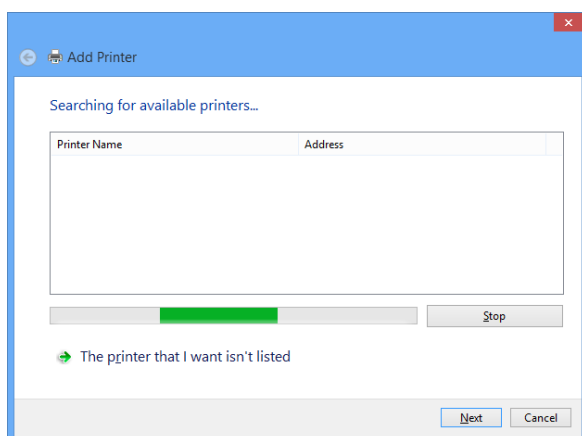 Add Printer
Searching for available printers...
Printer Name Address
Stop
The printer that I want isn't listed
Next Cancel